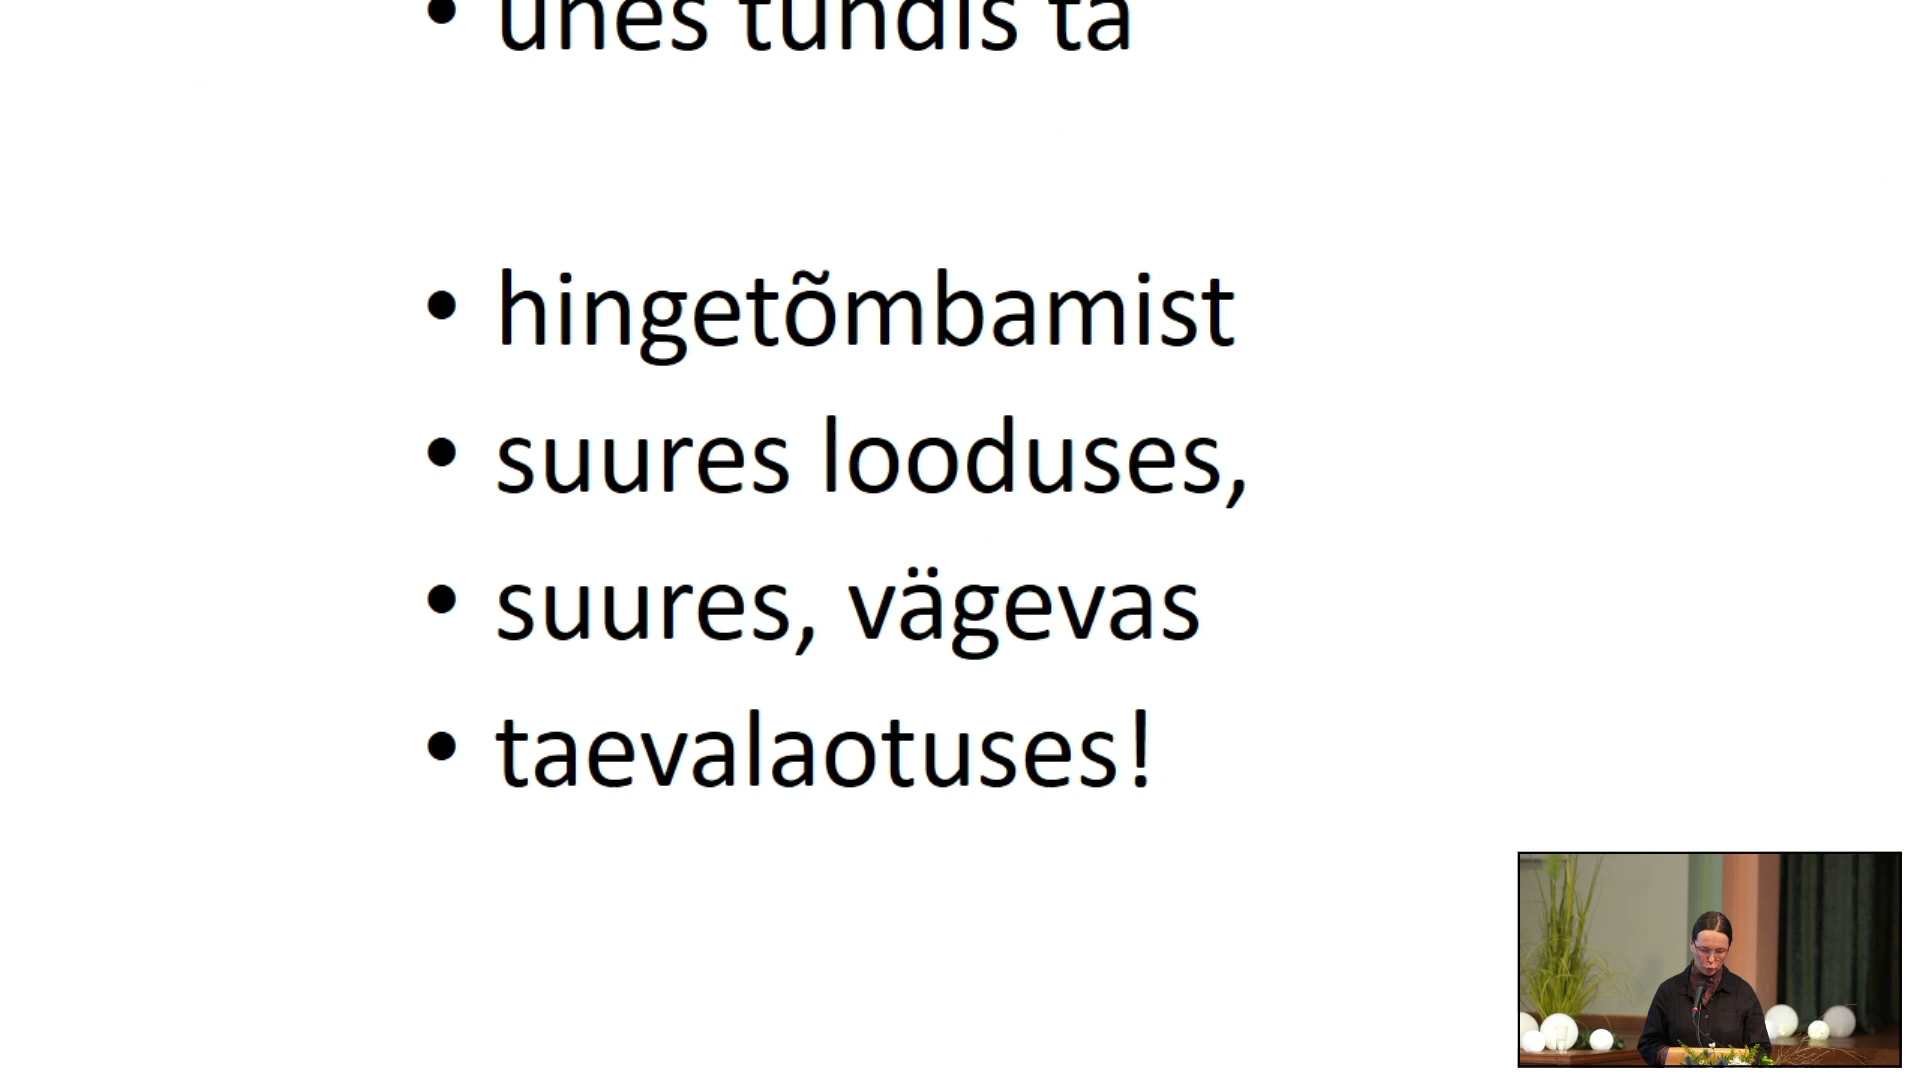 • unes tundis ta
• hingetõmbamist
• suures looduses,
• suures, vägevas
• taevalaotuses!